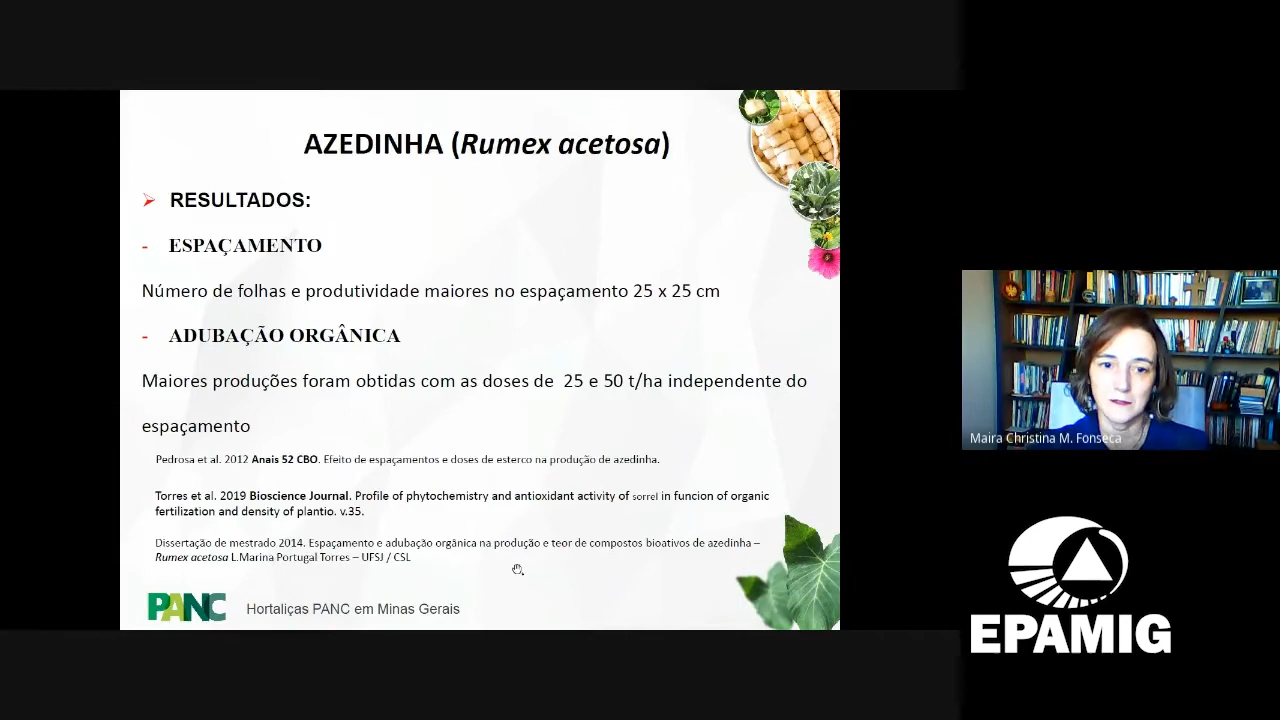 AZEDINHA (Rumex acetosa)
RESULTADOS:
- ESPAÇAMENTO
Número de folhas e produtividade maiores no espaçamento 25 x 25 cm
- ADUBAÇÃO ORGÂNICA
Maiores produções foram obtidas com as doses de 25 e 50 t/ha independente do
espaçamento
Pedrosa et al. 2012 Anais 52 CBO. Efeito de espaçamentos e doses de esterco na produção de azedinha.
Torres et al. 2019 Bioscience Journal. Profile of phytochemistry and antioxidant activity of sorrel in funcion of organic
fertilization and density of plantio. v.35.
Dissertação de mestrado 2014. Espaçamento e adubação orgânica na produção e teor de compostos bioativos de azedinha –
Rumex acetosa L.Marina Portugal Torres – UFSJ / CSL
PANC Hortaliças PANC em Minas Gerais
Maira Christina M. Fonseca
EPAMIG